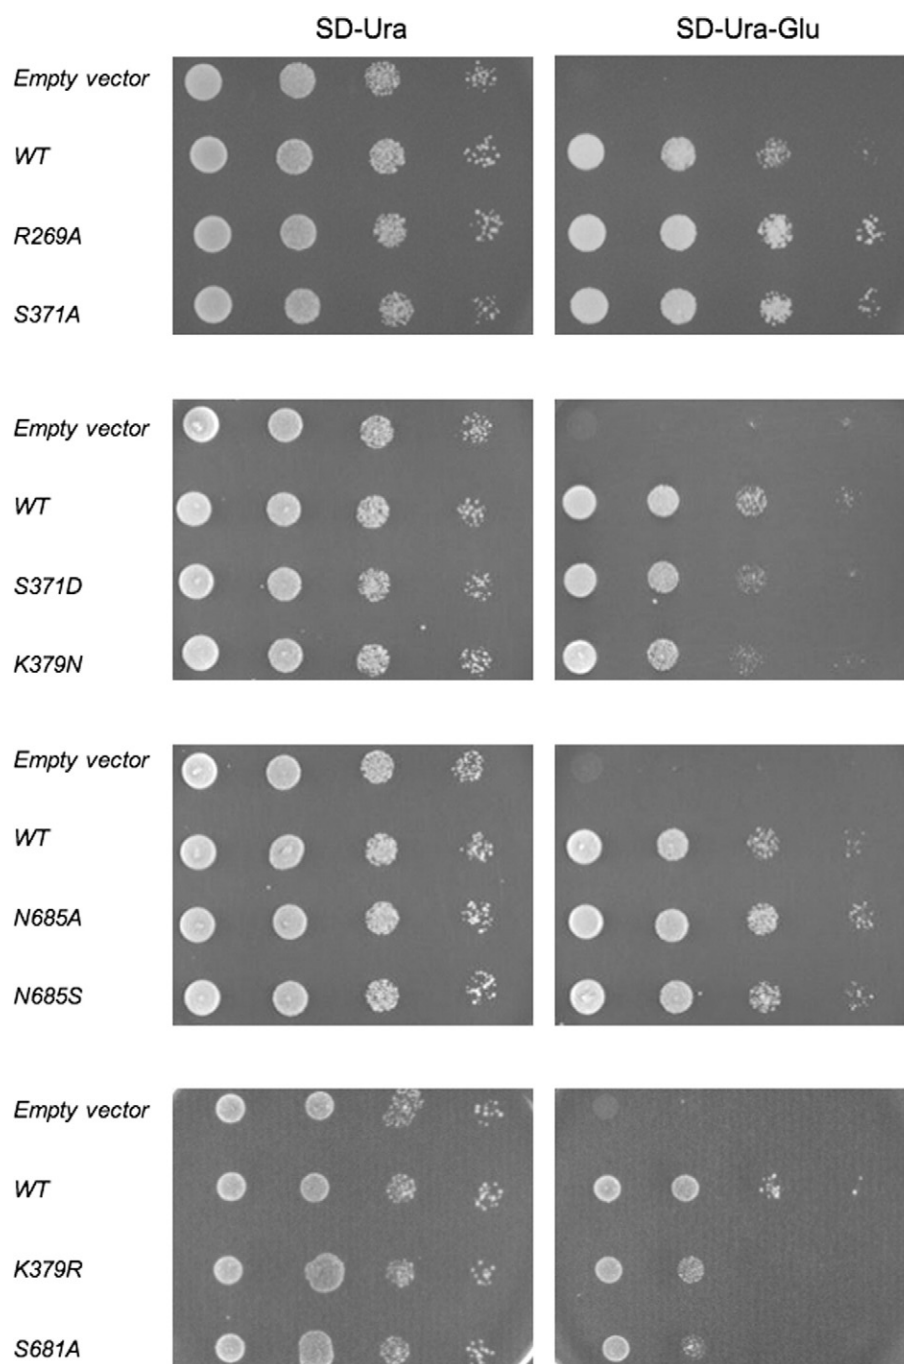 SD-Ura SD-Ura-Glu
Empty vector
WT
R269A
S371A
Empty vector
WT
S371D
K379N
Empty vector
WT
N685A
N685S
Empty vector
WT
K379R
S681A